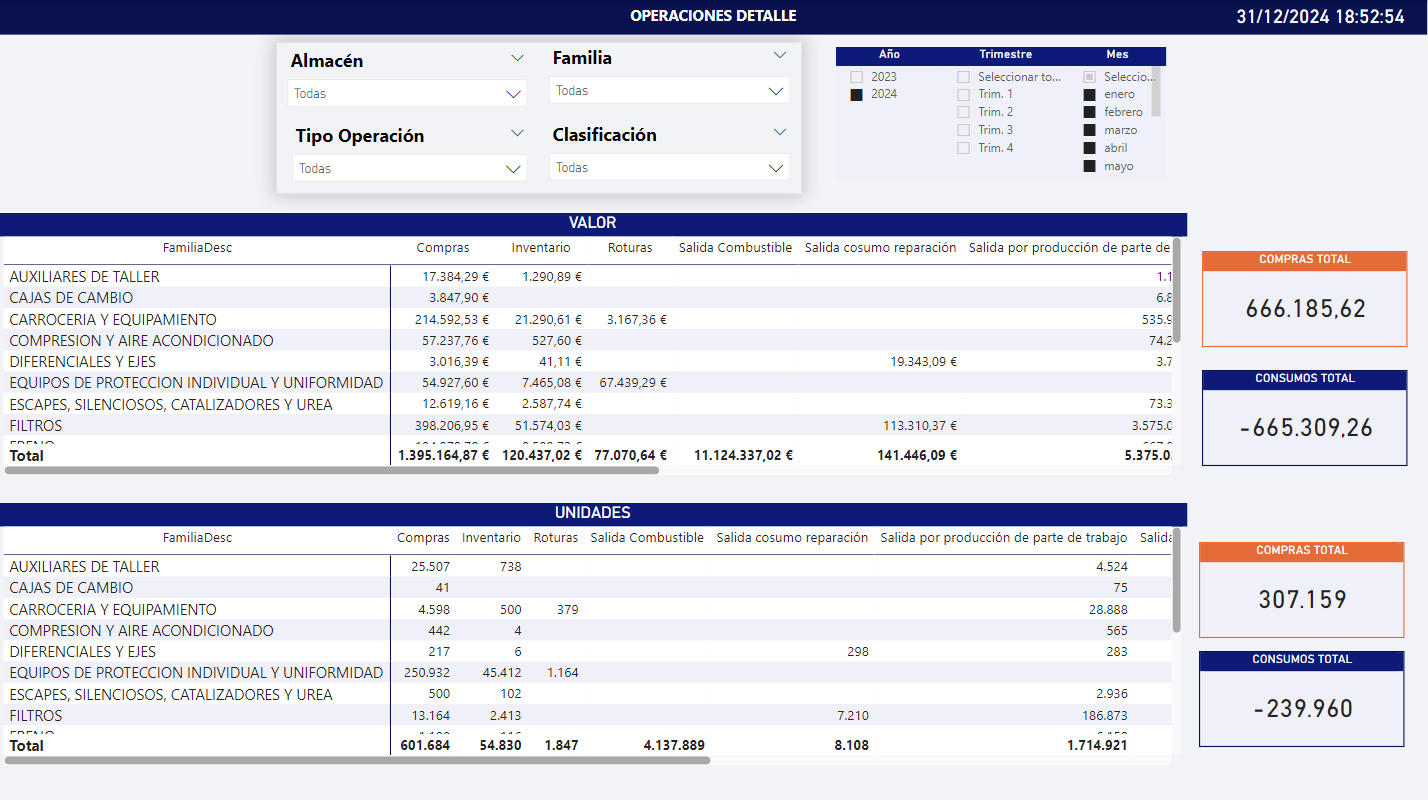 OPERACIONES DETALLE
31/12/2024 18:52:54
Almacén
Todas
Familia
Todas
Tipo Operación
Todas
Clasificación
Todas
Año Trimestre Mes
2023 Seleccionar to... Seleccio...
2024 Trim. 1 enero
Trim. 2 febrero
Trim. 3 marzo
Trim. 4 abril
mayo
VALOR
FamiliaDesc Compras Inventario Roturas Salida Combustible Salida cosumo reparación Salida por producción de parte de
AUXILIARES DE TALLER 17.384,29 € 1.290,89 € 1.1
CAJAS DE CAMBIO 3.847,90 € 6.8
CARROCERIA Y EQUIPAMIENTO 214.592,53 € 21.290,61 € 3.167,36 € 535.9
COMPRESION Y AIRE ACONDICIONADO 57.237,76 € 527,60 € 74.2
DIFERENCIALES Y EJES 3.016,39 € 41,11 € 19.343,09 € 3.7
EQUIPOS DE PROTECCION INDIVIDUAL Y UNIFORMIDAD 54.927,60 € 7.465,08 € 67.439,29 €
ESCAPES, SILENCIOSOS, CATALIZADORES Y UREA 12.619,16 € 2.587,74 € 73.3
FILTROS 398.206,95 € 51.574,03 € 113.310,37 € 3.575.0
Total 1.395.164,87 € 120.437,02 € 77.070,64 € 11.124.337,02 € 141.446,09 € 5.375.0
COMPRAS TOTAL
666.185,62
CONSUMOS TOTAL
-665.309,26
UNIDADES
FamiliaDesc Compras Inventario Roturas Salida Combustible Salida cosumo reparación Salida por producción de parte de trabajo Salida
AUXILIARES DE TALLER 25.507 738 4.524
CAJAS DE CAMBIO 41 75
CARROCERIA Y EQUIPAMIENTO 4.598 500 379 28.888
COMPRESION Y AIRE ACONDICIONADO 442 4 565
DIFERENCIALES Y EJES 217 6 298 283
EQUIPOS DE PROTECCION INDIVIDUAL Y UNIFORMIDAD 250.932 45.412 1.164
ESCAPES, SILENCIOSOS, CATALIZADORES Y UREA 500 102 2.936
FILTROS 13.164 2.413 7.210 186.873
Total 601.684 54.830 1.847 4.137.889 8.108 1.714.921
COMPRAS TOTAL
307.159
CONSUMOS TOTAL
-239.960